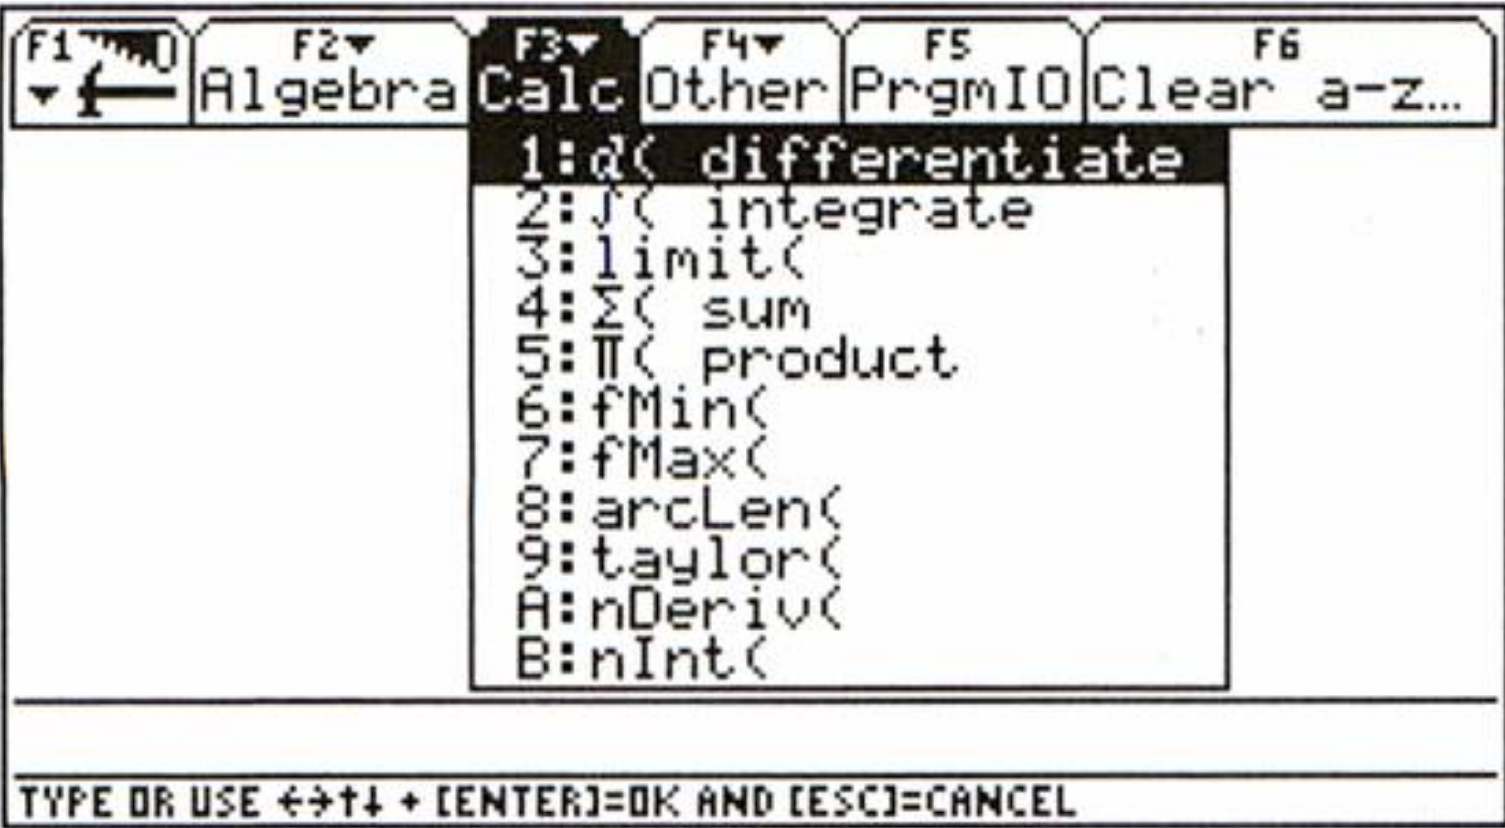 F1 F2▼ F3▼ F4▼ F5 F6
▼ Algebra Calc Other PrgmIO Clear a-z…
1:d( differentiate
2:∫( integrate
3:limit(
4:Σ( sum
5:Π( product
6:fMin(
7:fMax(
8:arcLen(
9:taylor(
A:nDeriv(
B:nInt(
TYPE OR USE ←→↑↓ + [ENTER]=OK AND [ESC]=CANCEL